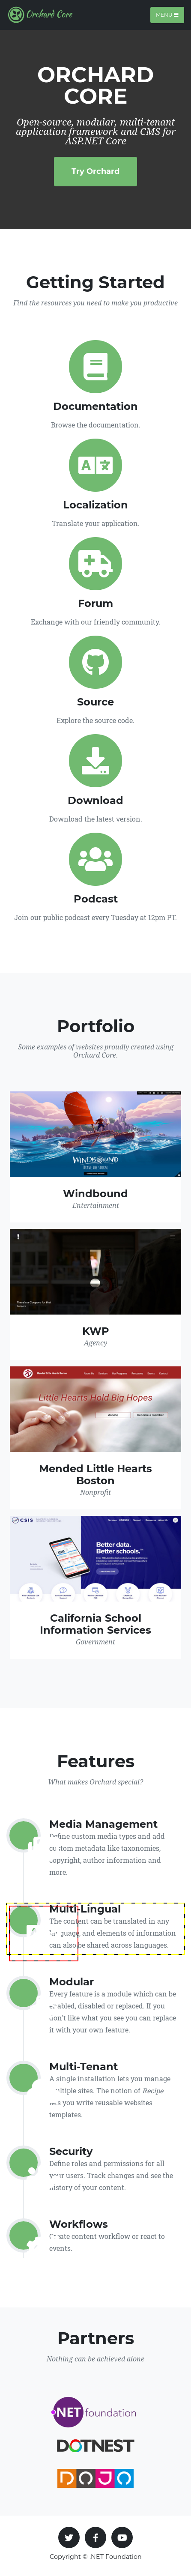 Orchard Core
MENU
ORCHARD
CORE
Open-source, modular, multi-tenant
application framework and CMS for
ASP.NET Core
Try Orchard
Getting Started
Find the resources you need to make you productive
Documentation
Browse the documentation.
Localization
Translate your application.
Forum
Exchange with our friendly community.
Source
Explore the source code.
Download
Download the latest version.
Podcast
Join our public podcast every Tuesday at 12pm PT.
Portfolio
Some examples of websites proudly created using
Orchard Core.
Windbound
Entertainment
KWP
Agency
Little Hearts Hold Big Hopes
Mended Little Hearts
Boston
Nonprofit
CSIS
Better data.
Better schools.
California School
Information Services
Government
Features
What makes Orchard special?
Media Management
Define custom media types and add
custom metadata like taxonomies,
copyright, author information and
more.
Multi-Lingual
The content can be translated in any
language, and elements of information
can also be shared across languages.
Modular
Every feature is a module which can be
enabled, disabled or replaced. If you
don't like what you see you can replace
it with your own feature.
Multi-Tenant
A single installation lets you manage
multiple sites. The notion of Recipe
lets you write reusable websites
templates.
Security
Define roles and permissions for all
your users. Track changes and see the
history of your content.
Workflows
Create content workflow or react to
events.
Partners
Nothing can be achieved alone
.NET foundation
DOTNEST
Copyright © .NET Foundation